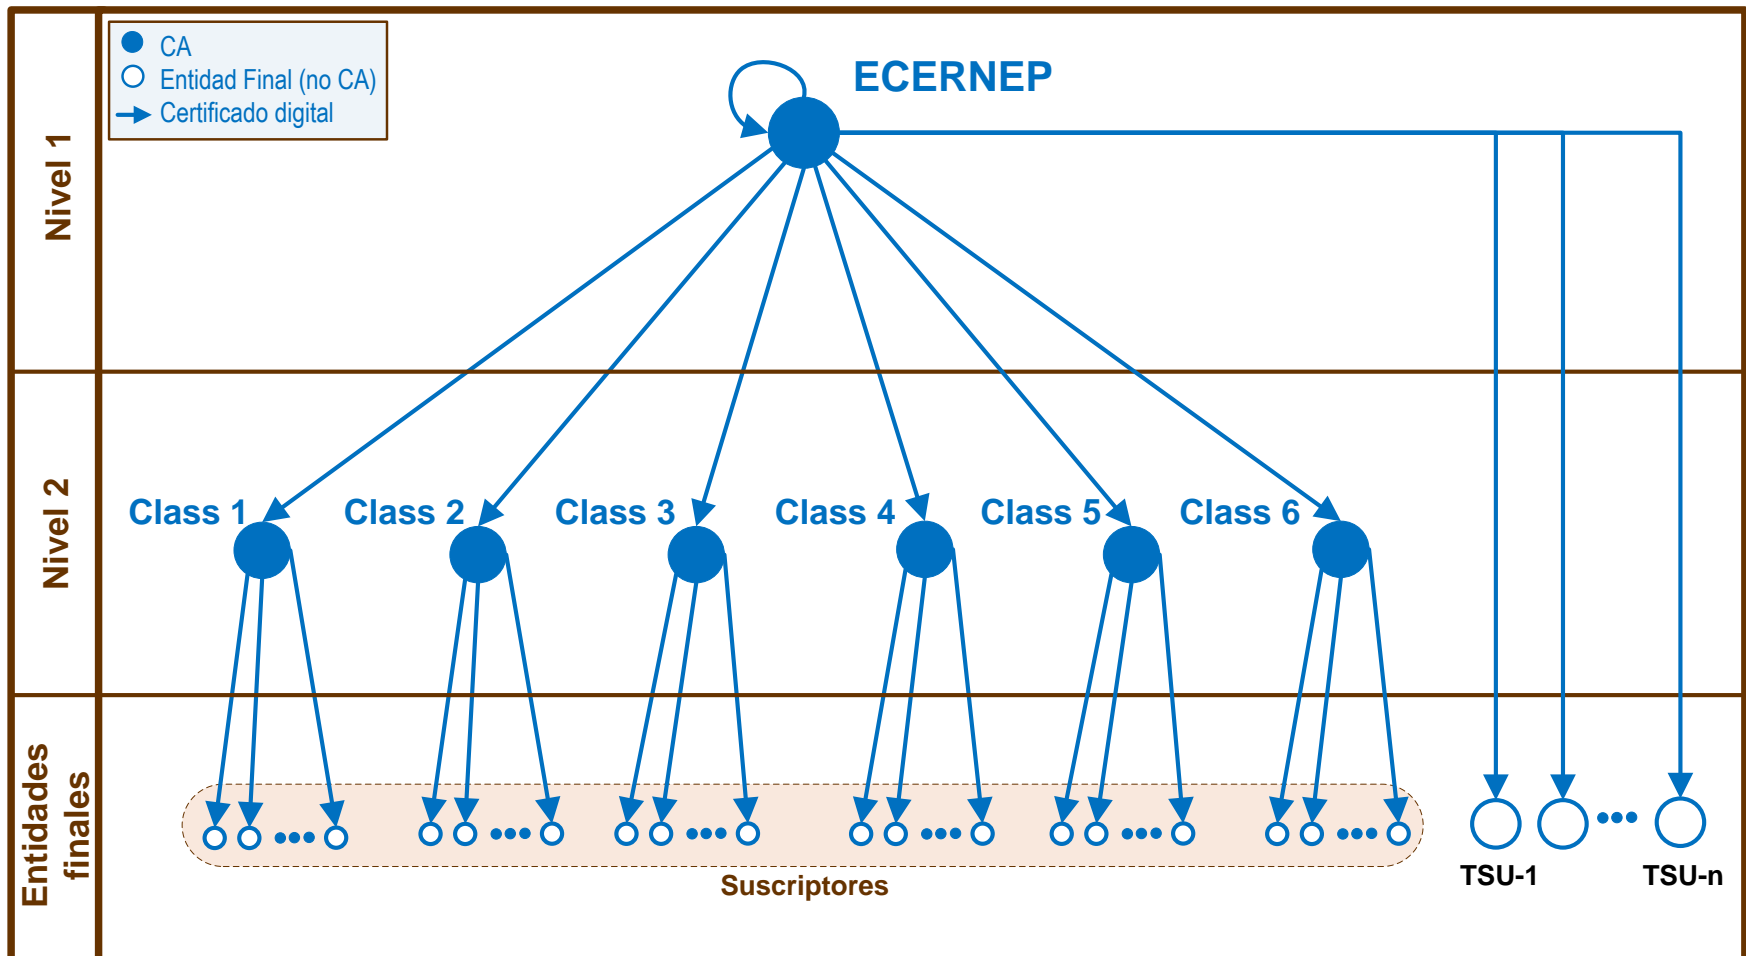 CA
Entidad Final (no CA)
Certificado digital
ECERNEP
Nivel 1
Nivel 2
Class 1
Class 2
Class 3
Class 4
Class 5
Class 6
Entidades
finales
Suscriptores
TSU-1
TSU-n